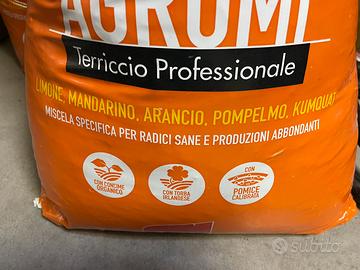 AGRUMI
Terriccio Professionale
LIMONE, MANDARINO, ARANCIO, POMPELMO, KUMQUAT
MISCELA SPECIFICA PER RADICI SANE E PRODUZIONI ABBONDANTI
CON CONCIME
ORGANICO
CON TORBA
IRLANDESE
CON
POMICE
CALIBRATA
subito